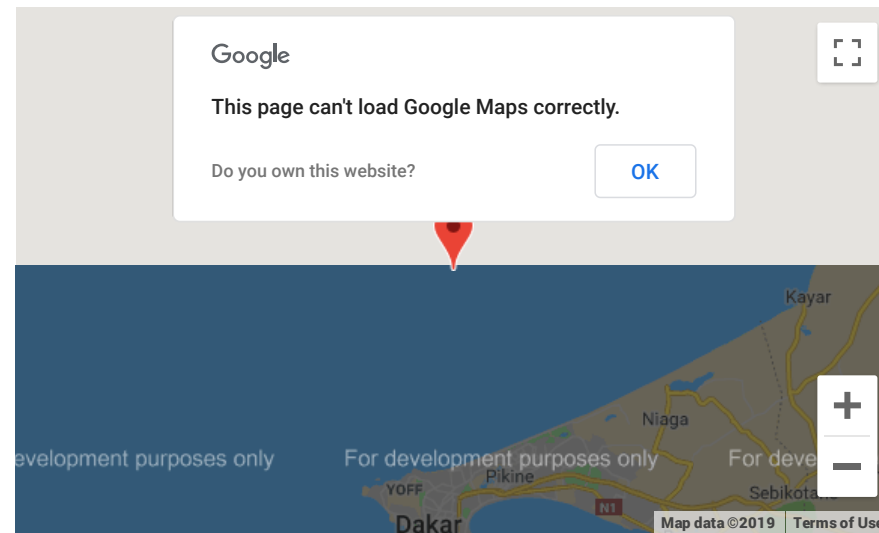 Google
This page can't load Google Maps correctly.
Do you own this website?
OK
Kayar
Niaga
evelopment purposes only
For development purposes only
For deve
Pikine
YOFF
Sebikota
N1
Dakar
Map data ©2019
Terms of Use